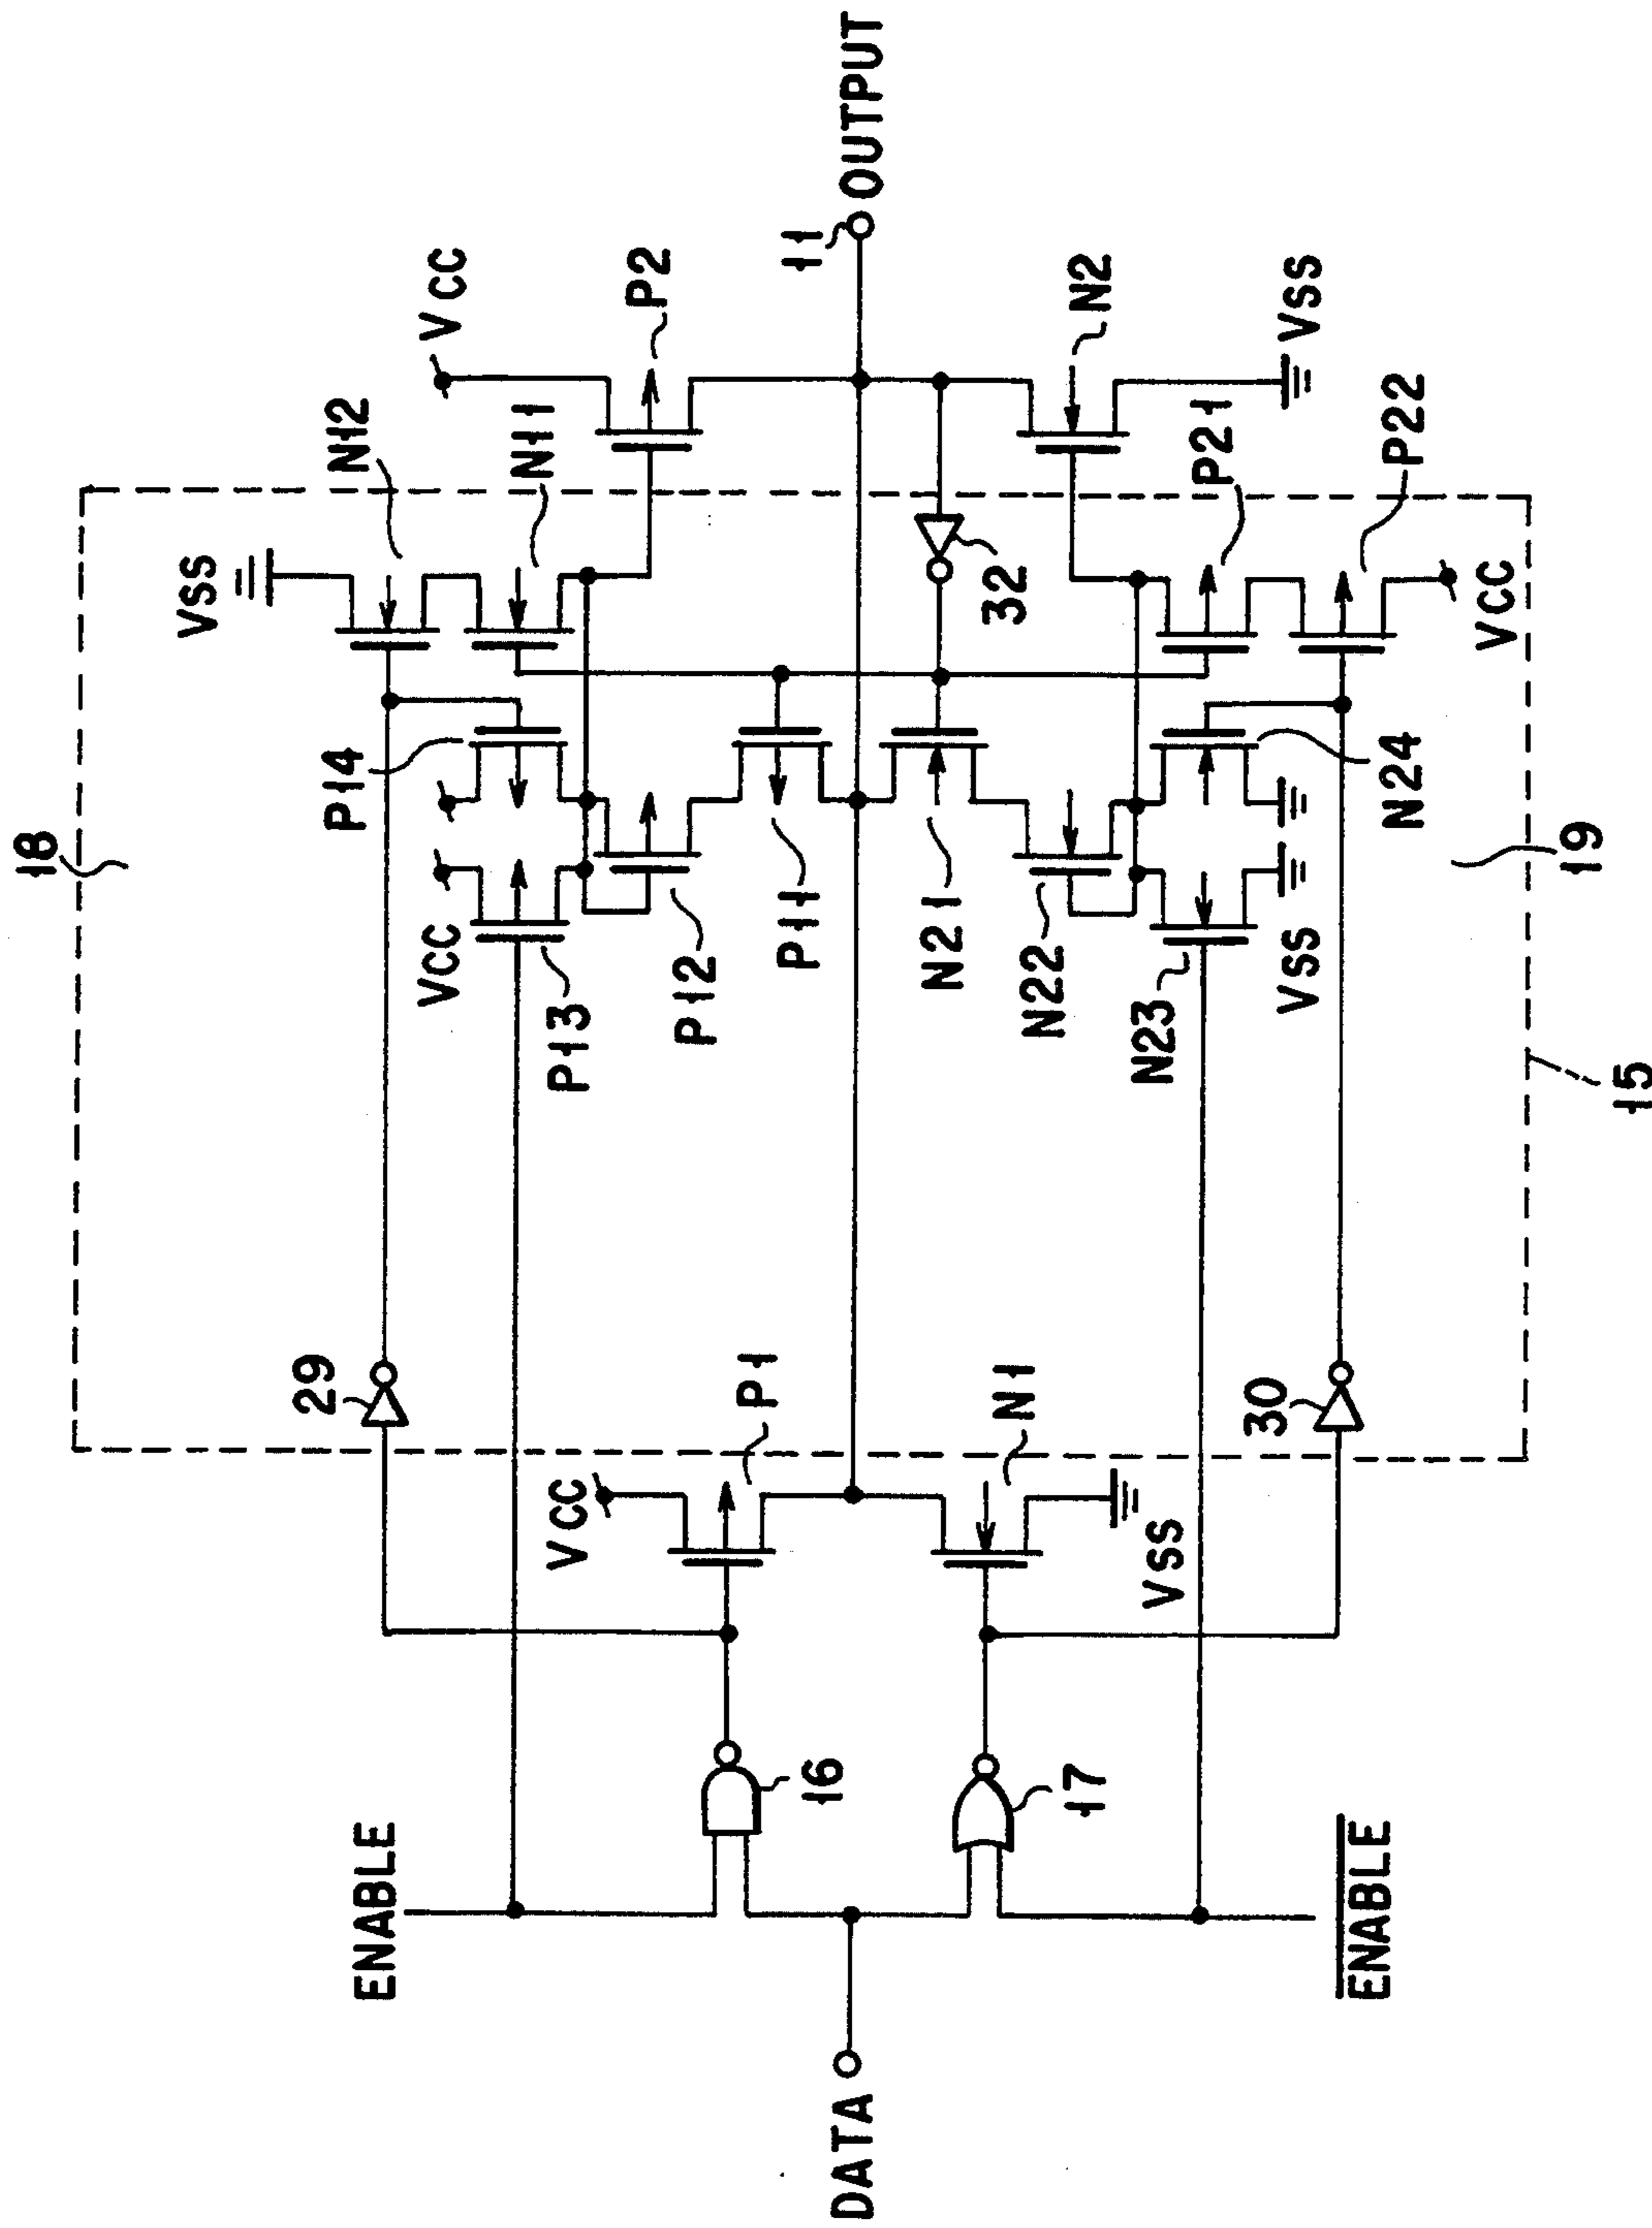 18
VSS
N12
N11
VCC
P2
P14
VCC
P13
P12
P11
29
VCC
P1
ENABLE
16
DATA
11
OUTPUT
32
N21
N22
N23
N24
VSS
N2
VSS
P21
P22
VCC
N1
VSS
30
17
ENABLE
19
15